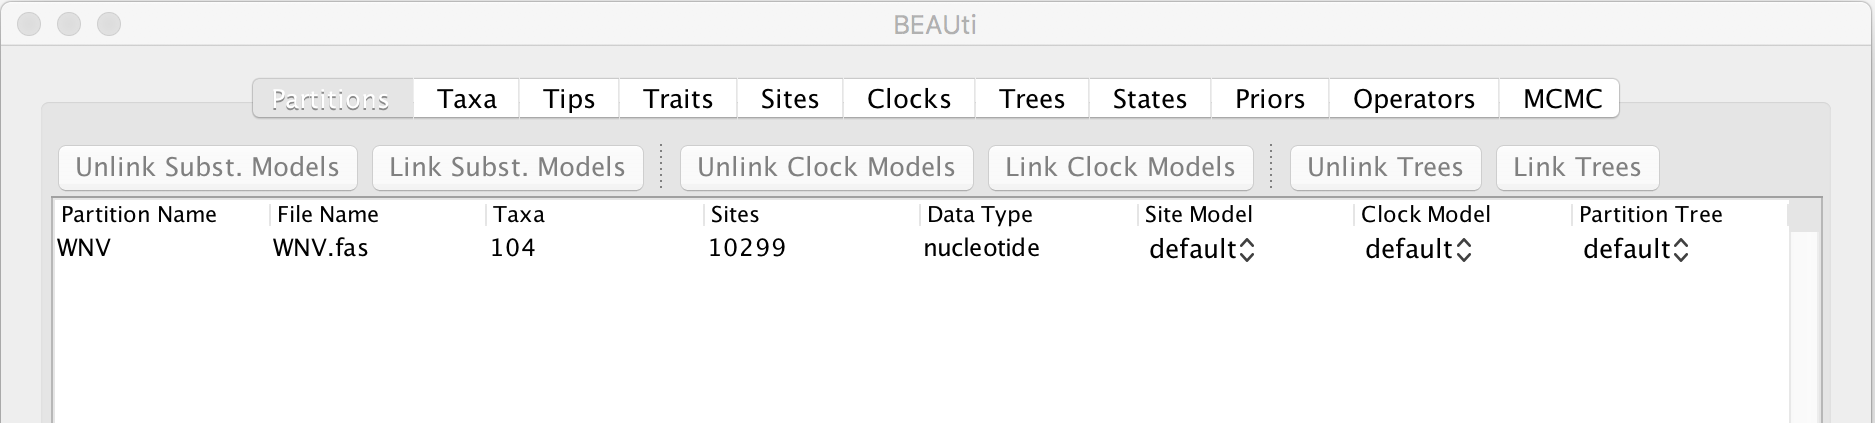 BEAUti
Partitions Taxa Tips Traits Sites Clocks Trees States Priors Operators MCMC
Unlink Subst. Models Link Subst. Models Unlink Clock Models Link Clock Models Unlink Trees Link Trees
Partition Name File Name Taxa Sites Data Type Site Model Clock Model Partition Tree
WNV WNV.fas 104 10299 nucleotide default default default